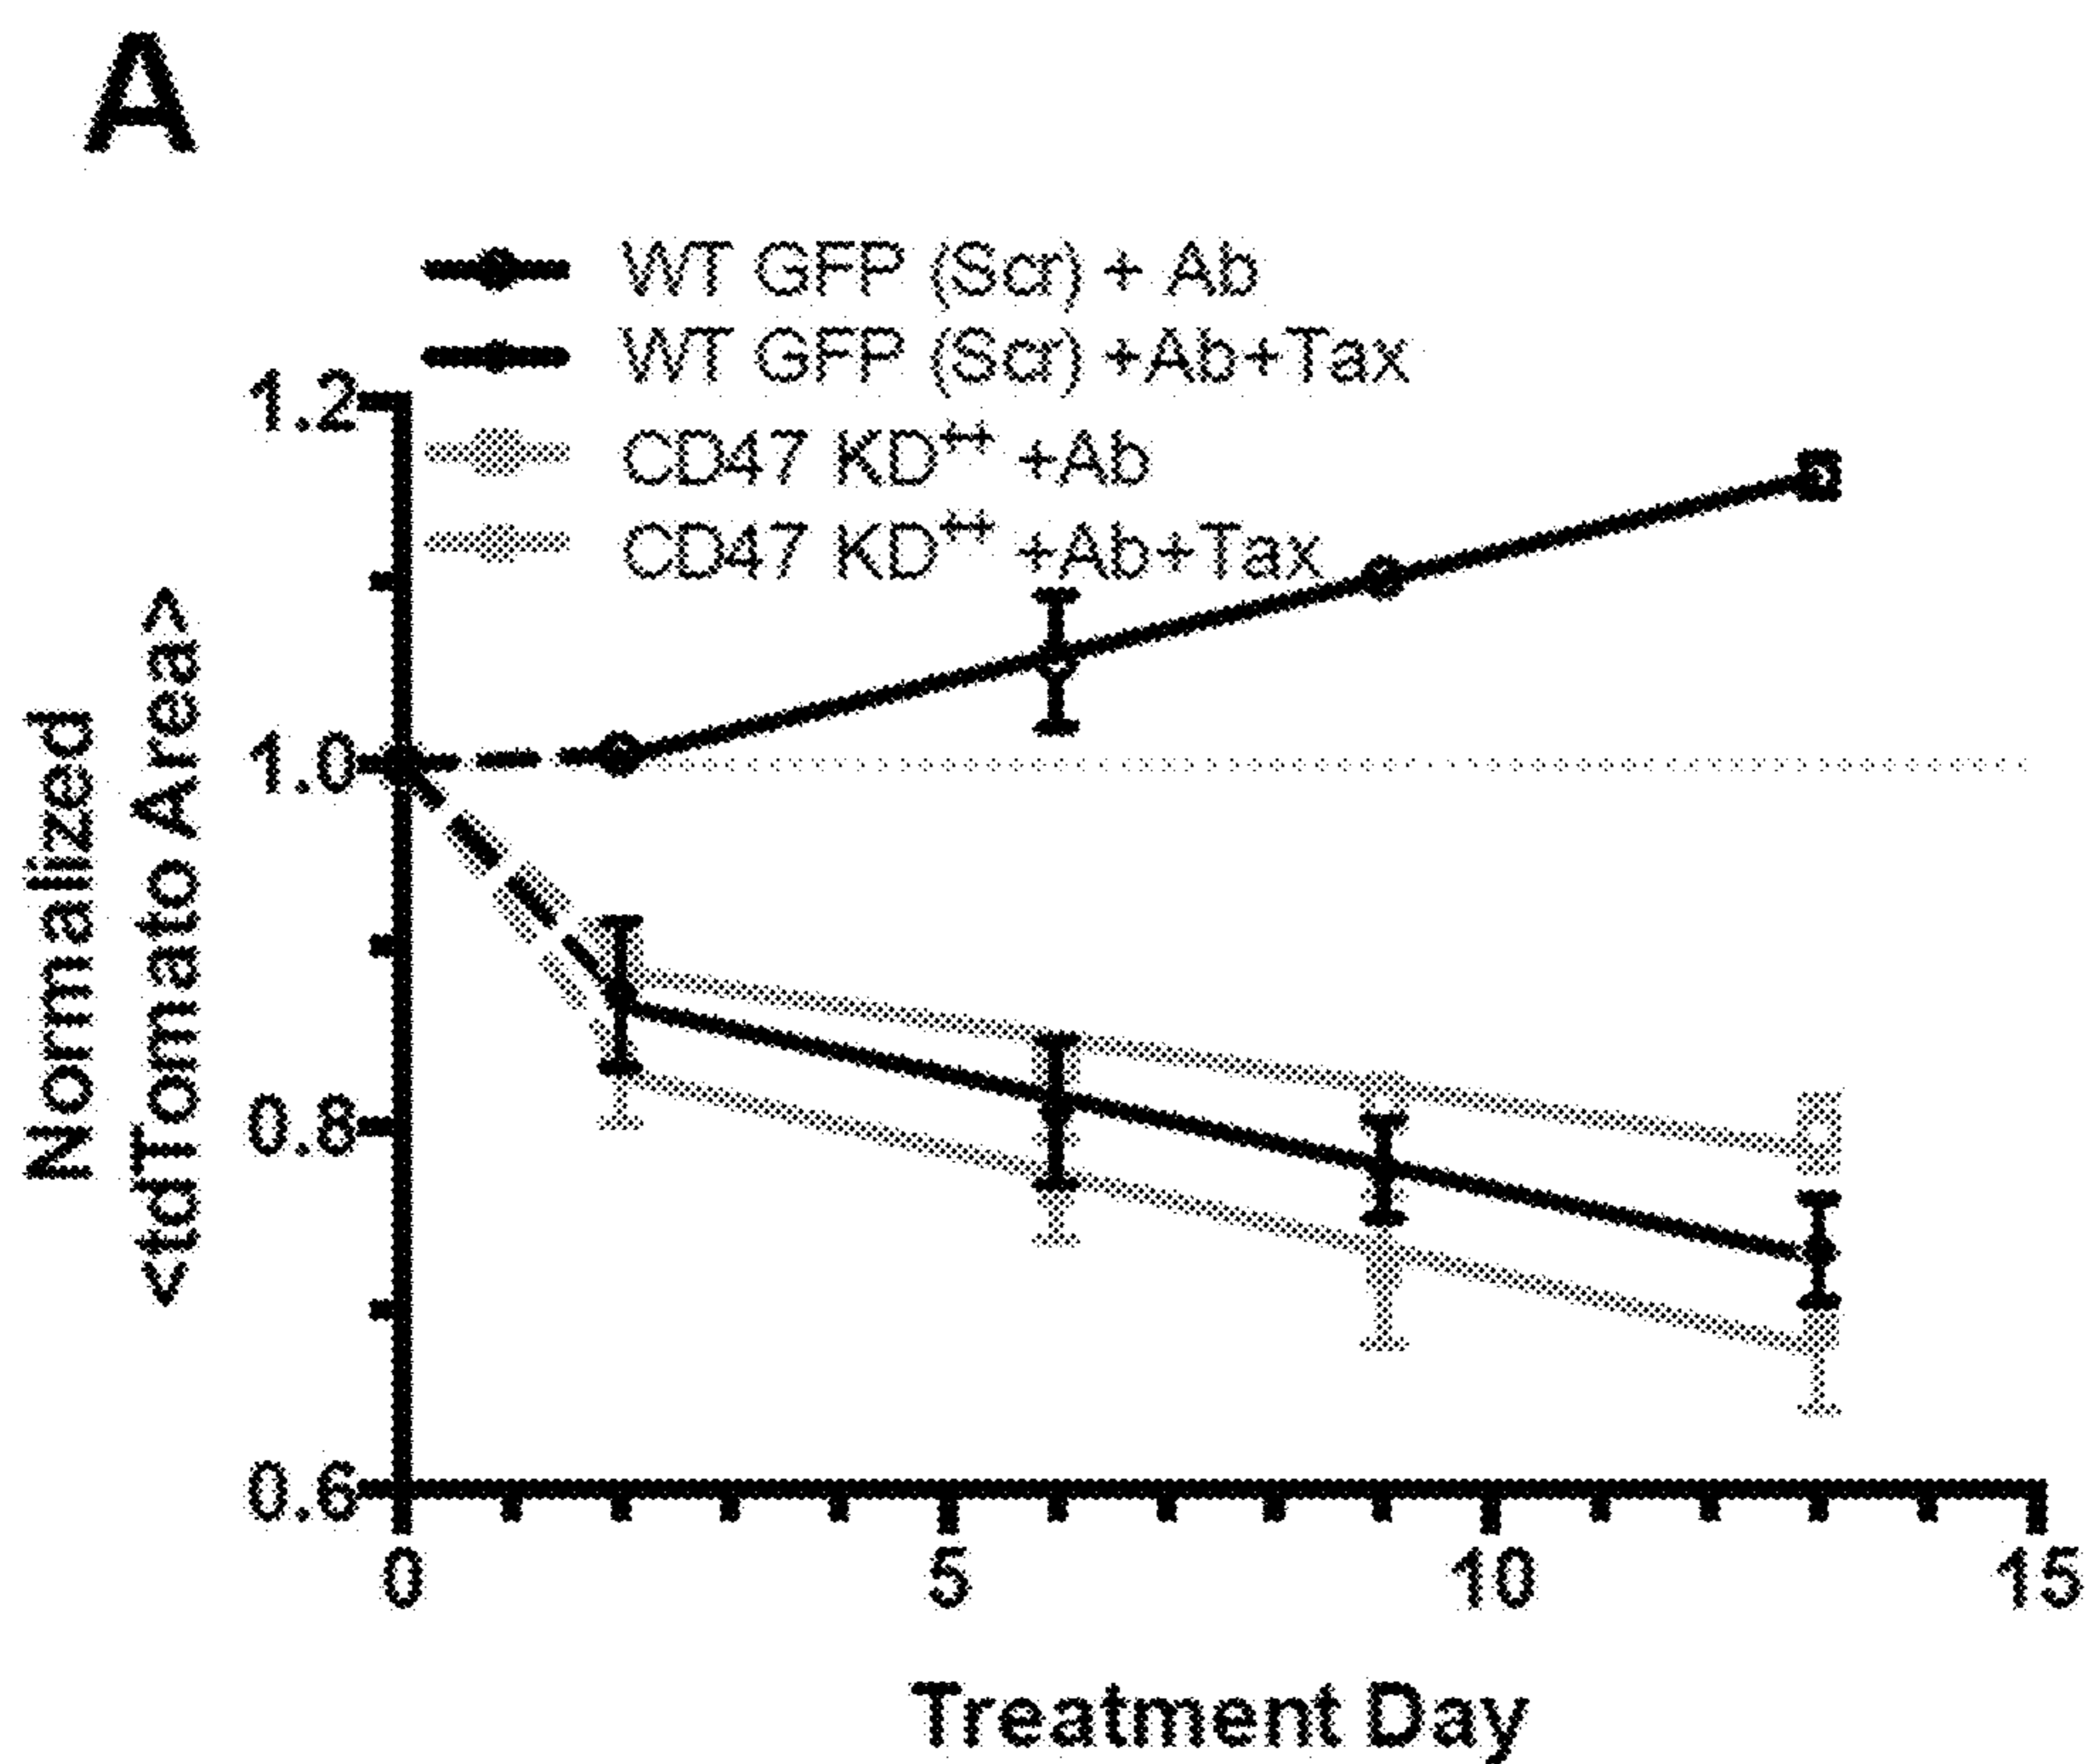 A
WT GFP (Scr) + Ab
WT GFP (Scr) +Ab+Tax
CD47 KD++ +Ab
CD47 KD++ +Ab+Tax
1.2
1.0
0.8
0.6
Normalized
<tdTomato Area>
0 5 10 15
Treatment Day